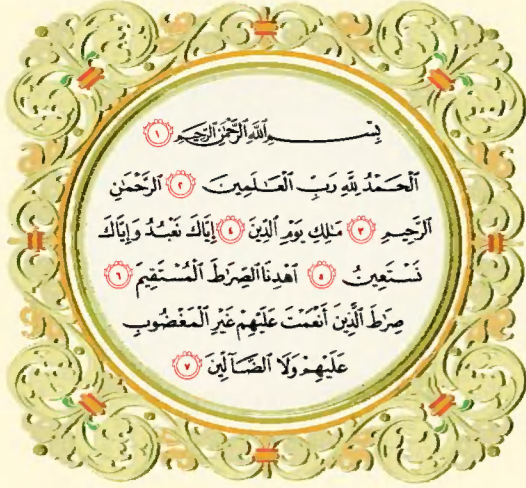 بِسْمِ ٱللَّهِ ٱلرَّحْمَٰنِ ٱلرَّحِيمِ ١
ٱلْحَمْدُ لِلَّهِ رَبِّ ٱلْعَٰلَمِينَ ٢ ٱلرَّحْمَٰنِ
ٱلرَّحِيمِ ٣ مَٰلِكِ يَوْمِ ٱلدِّينِ ٤ إِيَّاكَ نَعْبُدُ وَإِيَّاكَ
نَسْتَعِينُ ٥ ٱهْدِنَا ٱلصِّرَٰطَ ٱلْمُسْتَقِيمَ ٦
صِرَٰطَ ٱلَّذِينَ أَنْعَمْتَ عَلَيْهِمْ غَيْرِ ٱلْمَغْضُوبِ
عَلَيْهِمْ وَلَا ٱلضَّآلِّينَ ٧